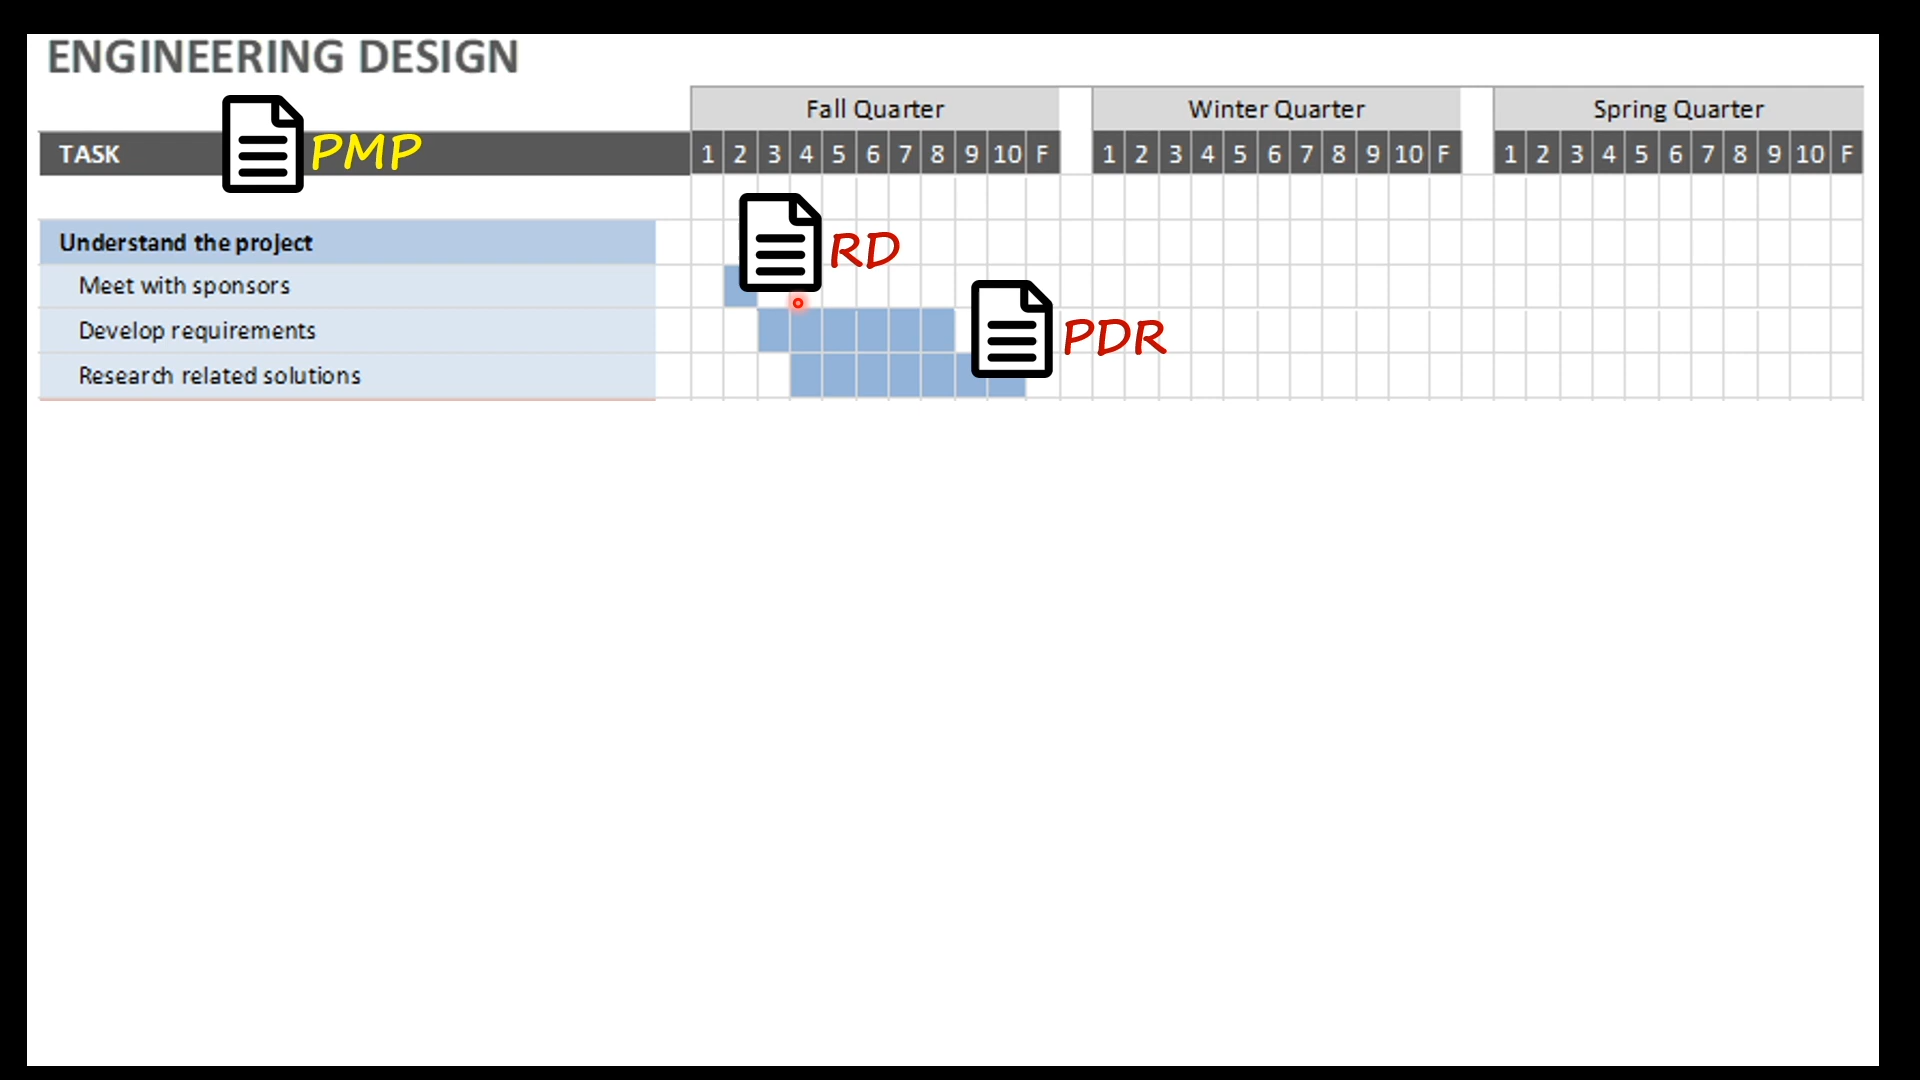 ENGINEERING DESIGN
Fall Quarter Winter Quarter Spring Quarter
TASK PMP 1 2 3 4 5 6 7 8 9 10 F 1 2 3 4 5 6 7 8 9 10 F 1 2 3 4 5 6 7 8 9 10 F
Understand the project RD
Meet with sponsors
Develop requirements PDR
Research related solutions